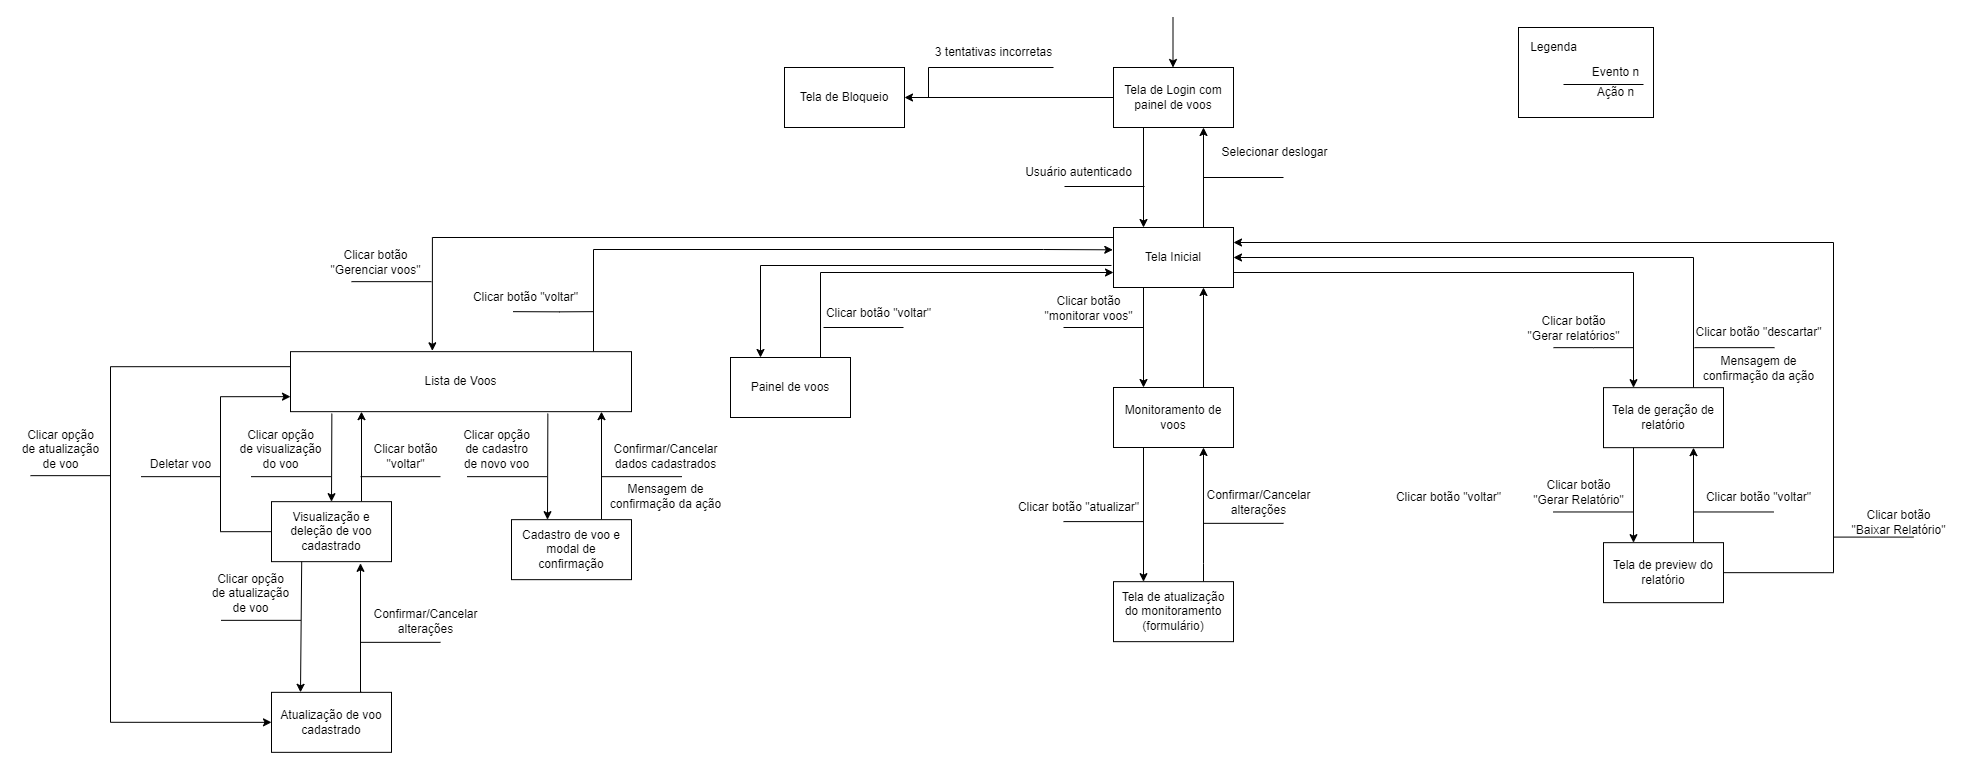 3 tentativas incorretas
Tela de Bloqueio
Tela de Login com
painel de voos
Legenda
Evento n
Ação n
Usuário autenticado
Selecionar deslogar
Tela Inicial
Clicar botão
"Gerenciar voos"
Clicar botão "voltar"
Clicar botão "voltar"
Clicar botão
"monitorar voos"
Clicar botão
"Gerar relatórios"
Clicar botão "descartar"
Mensagem de
confirmação da ação
Lista de Voos
Painel de voos
Monitoramento de
voos
Tela de geração de
relatório
Clicar opção
de atualização
de voo
Deletar voo
Clicar opção
de visualização
do voo
Clicar botão
"voltar"
Clicar opção
de cadastro
de novo voo
Confirmar/Cancelar
dados cadastrados
Mensagem de
confirmação da ação
Clicar botão "atualizar"
Confirmar/Cancelar
alterações
Clicar botão "voltar"
Clicar botão
"Gerar Relatório"
Clicar botão "voltar"
Clicar botão
"Baixar Relatório"
Visualização e
deleção de voo
cadastrado
Cadastro de voo e
modal de
confirmação
Tela de atualização
do monitoramento
(formulário)
Tela de preview do
relatório
Clicar opção
de atualização
de voo
Confirmar/Cancelar
alterações
Atualização de voo
cadastrado